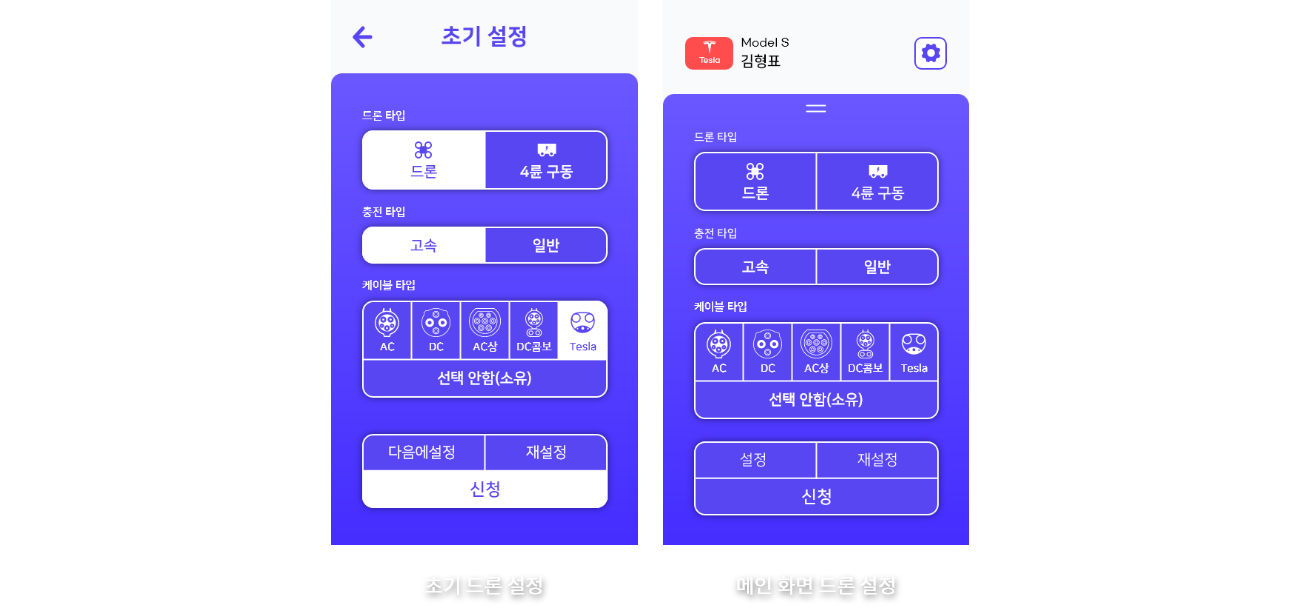 초기 설정
드론 타입
드론
4륜 구동
충전 타입
고속
일반
케이블 타입
AC
DC
AC상
DC콤보
Tesla
선택 안함(소유)
다음에설정
재설정
신청
초기 드론 설정
Tesla
Model S
김형표
드론 타입
드론
4륜 구동
충전 타입
고속
일반
케이블 타입
AC
DC
AC상
DC콤보
Tesla
선택 안함(소유)
설정
재설정
신청
메인 화면 드론 설정